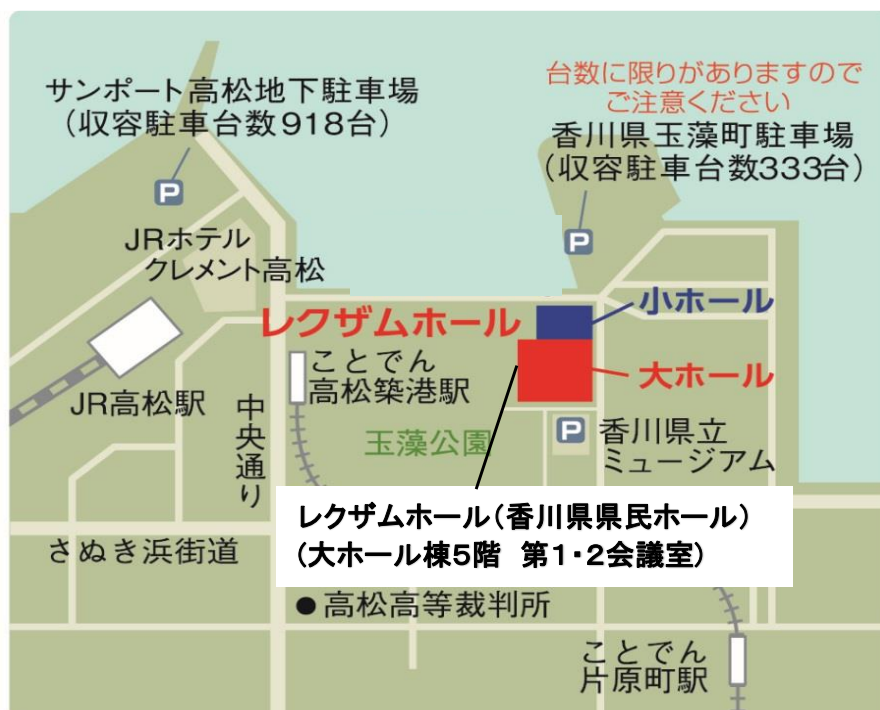 サンポート高松地下駐車場
（収容駐車台数918台）
台数に限りがありますので
ご注意ください
香川県玉藻町駐車場
（収容駐車台数333台）
P
P
JRホテル
クレメント高松
レクザムホール
小ホール
大ホール
ことでん
高松築港駅
JR高松駅
中央通り
玉藻公園
P
香川県立
ミュージアム
レクザムホール（香川県県民ホール）
（大ホール棟5階　第1・2会議室）
さぬき浜街道
●高松高等裁判所
ことでん
片原町駅